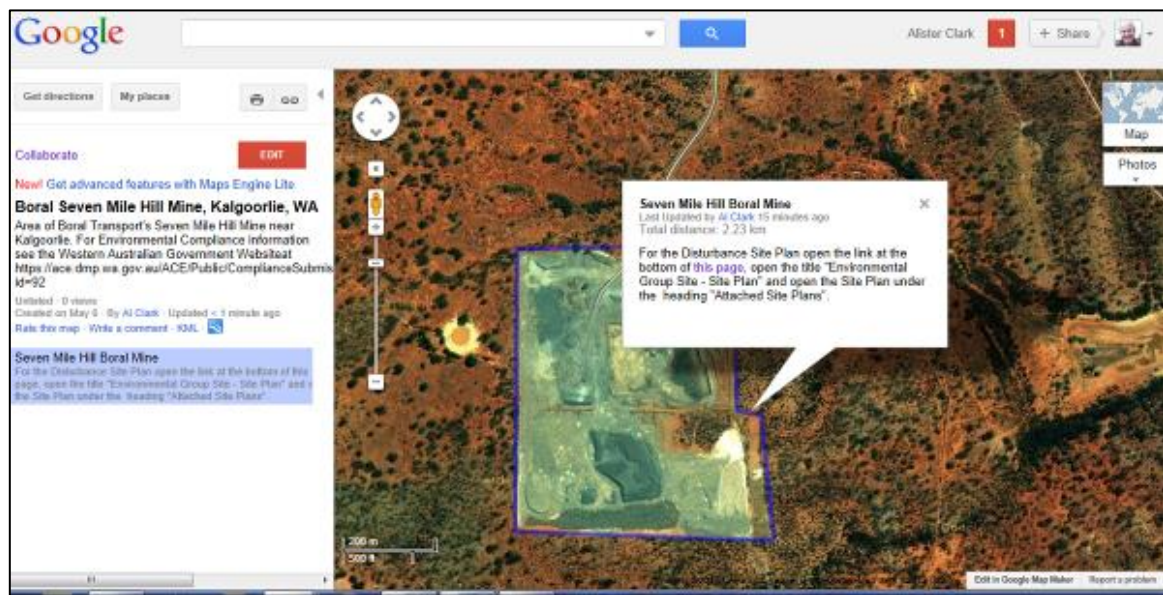 Google
Alister Clark
1
+ Share
Get directions
My places
Collaborate
EDIT
New! Get advanced features with Maps Engine Lite
Boral Seven Mile Hill Mine, Kalgoorlie, WA
Area of Boral Transport's Seven Mile Hill Mine near
Kalgoorlie. For Environmental Compliance information
see the Western Australian Government Websiteat
https://ace.dmp.wa.gov.au/ACE/Public/ComplianceSubmis
id=92
Unlisted · 0 views
Created on May 6 · By Al Clark · Updated < 1 minute ago
Rate this map · Write a comment · KML ·
Seven Mile Hill Boral Mine
For the Disturbance Site Plan open the link at the bottom of this
page, open the title "Environmental Group Site - Site Plan" and
the Site Plan under the heading "Attached Site Plans".
Seven Mile Hill Boral Mine
Last Updated by Al Clark 15 minutes ago
Total distance: 2.23 km
For the Disturbance Site Plan open the link at the
bottom of this page, open the title "Environmental
Group Site - Site Plan" and open the Site Plan under
the heading "Attached Site Plans".
Map
Photos
200 m
500 ft
Edit in Google Map Maker
Report a problem